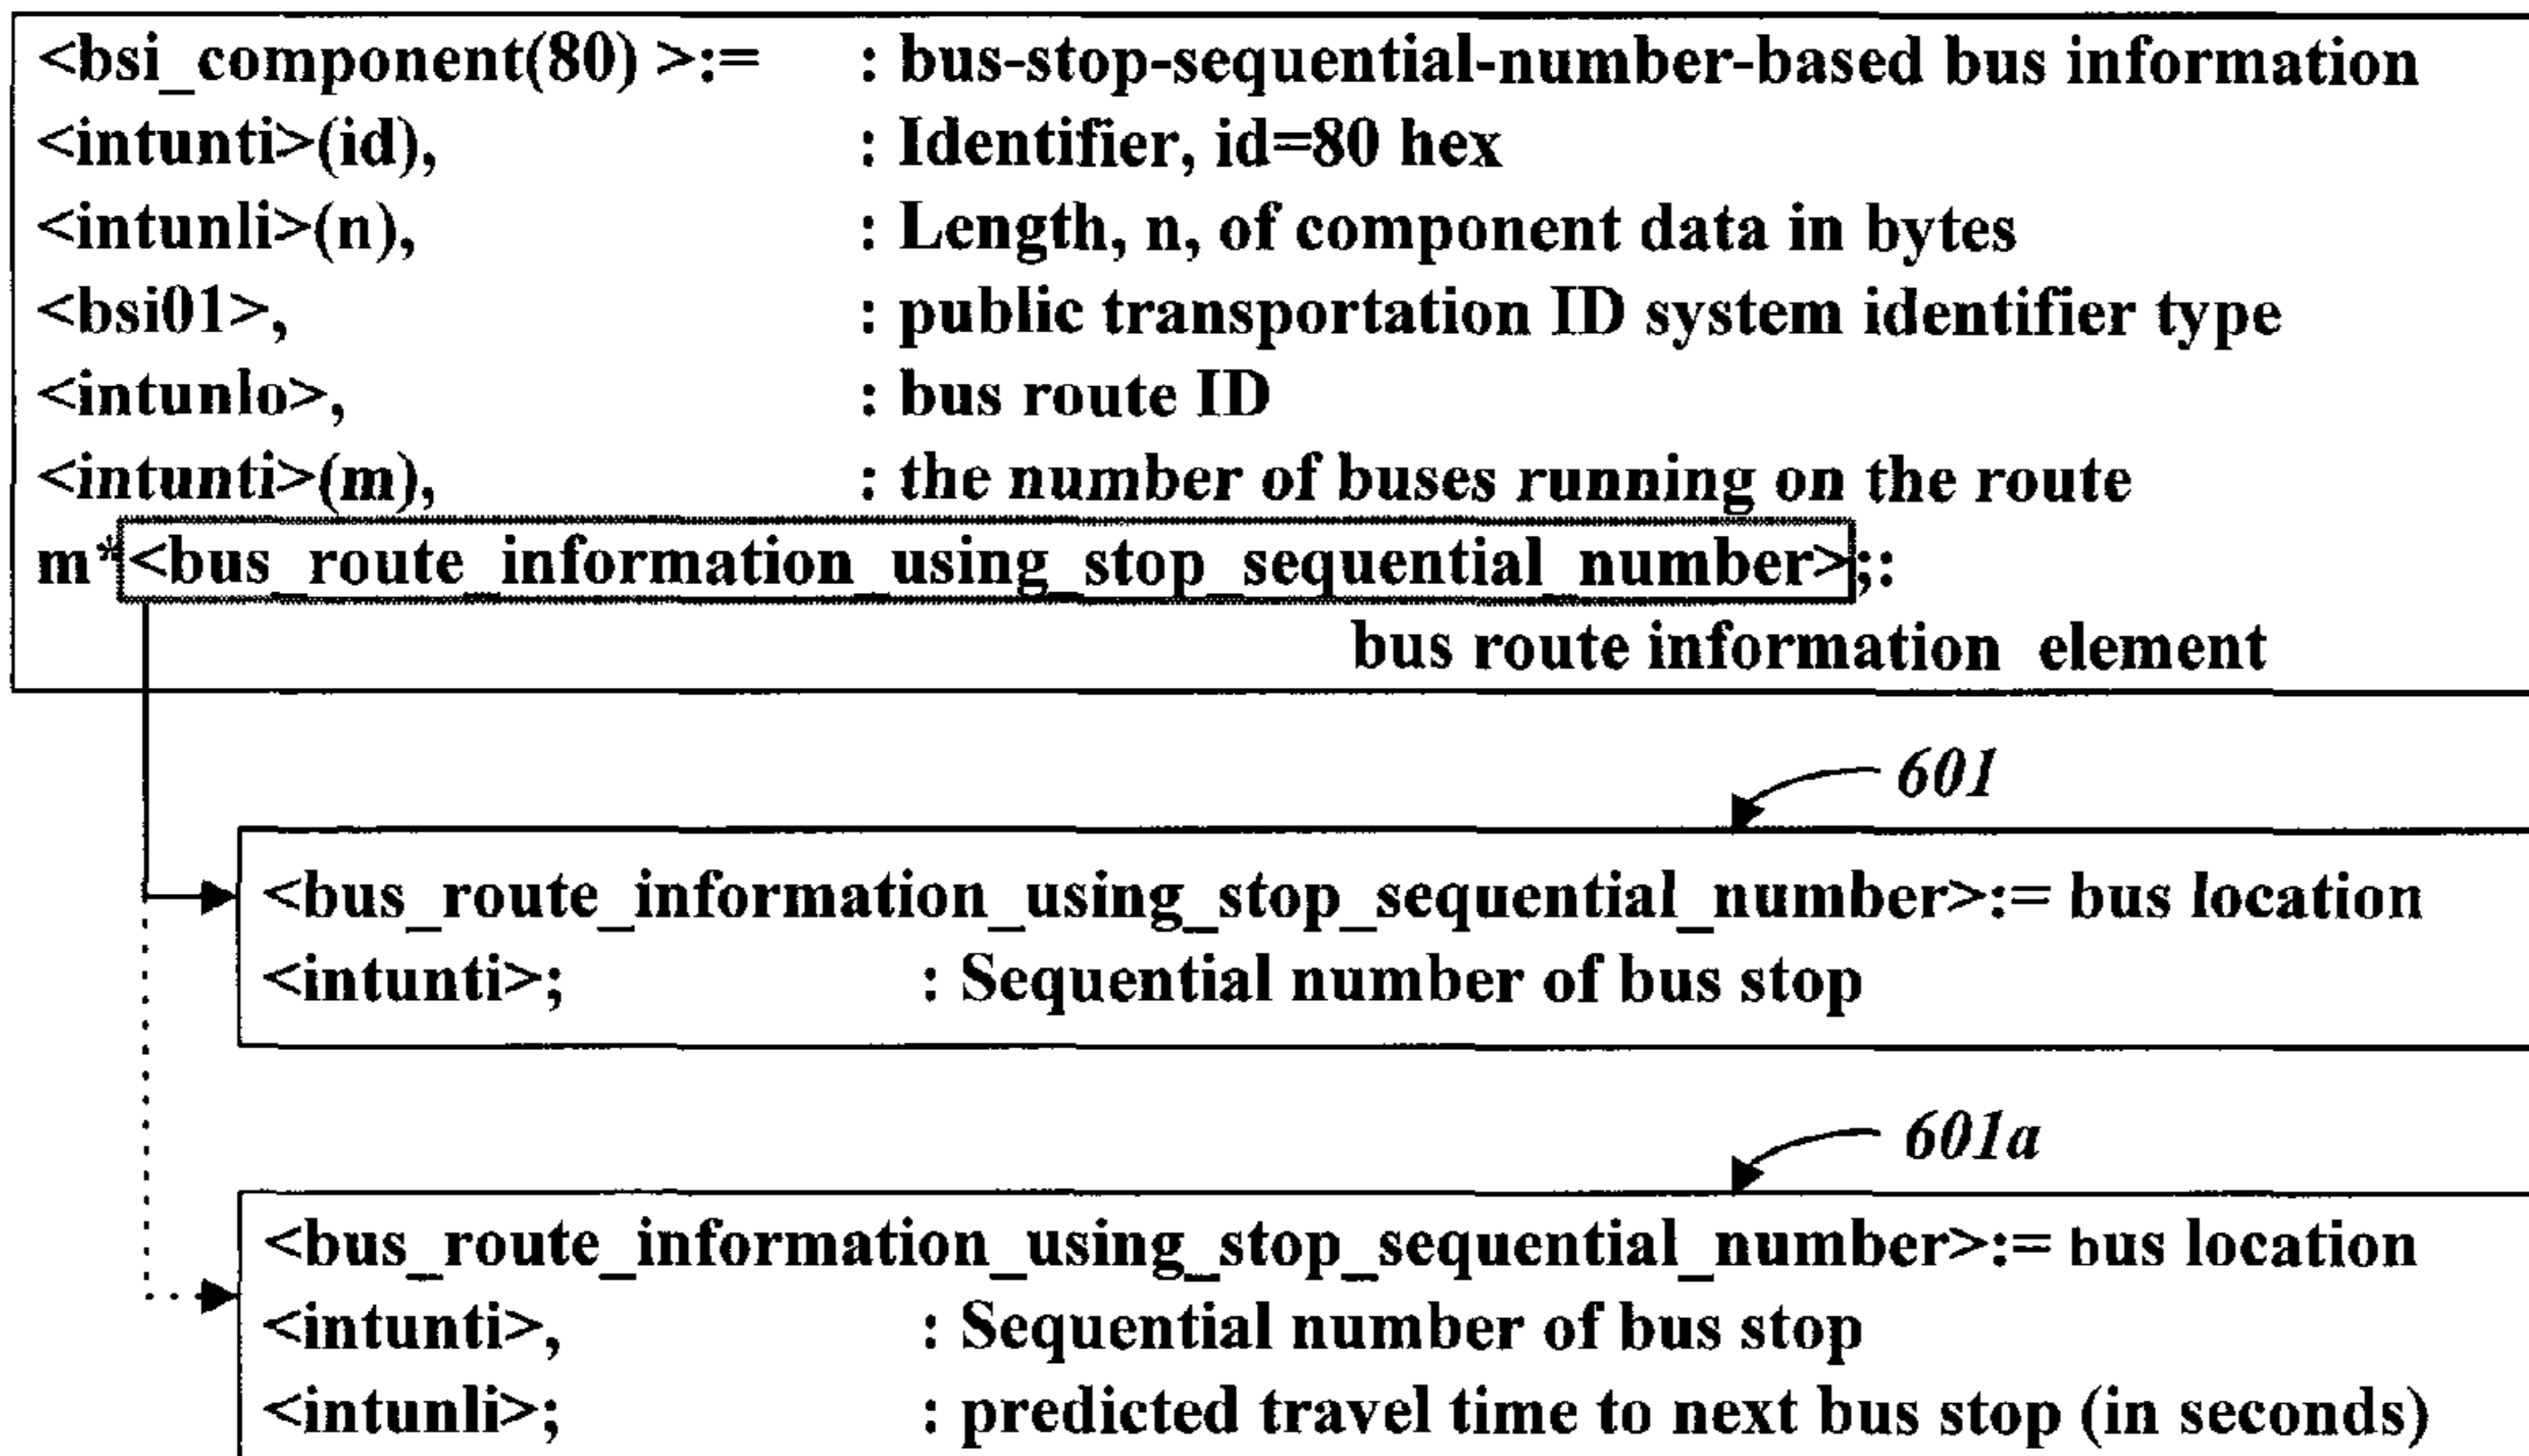 <bsi_component(80) >:= : bus-stop-sequential-number-based bus information
<intunti>(id), : Identifier, id=80 hex
<intunli>(n), : Length, n, of component data in bytes
<bsi01>, : public transportation ID system identifier type
<intunlo>, : bus route ID
<intunti>(m), : the number of buses running on the route
m*<bus_route_information_using_stop_sequential_number>;:
bus route information element
601
<bus_route_information_using_stop_sequential_number>:= bus location
<intunti>; : Sequential number of bus stop
601a
<bus_route_information_using_stop_sequential_number>:= bus location
<intunti>, : Sequential number of bus stop
<intunli>; : predicted travel time to next bus stop (in seconds)